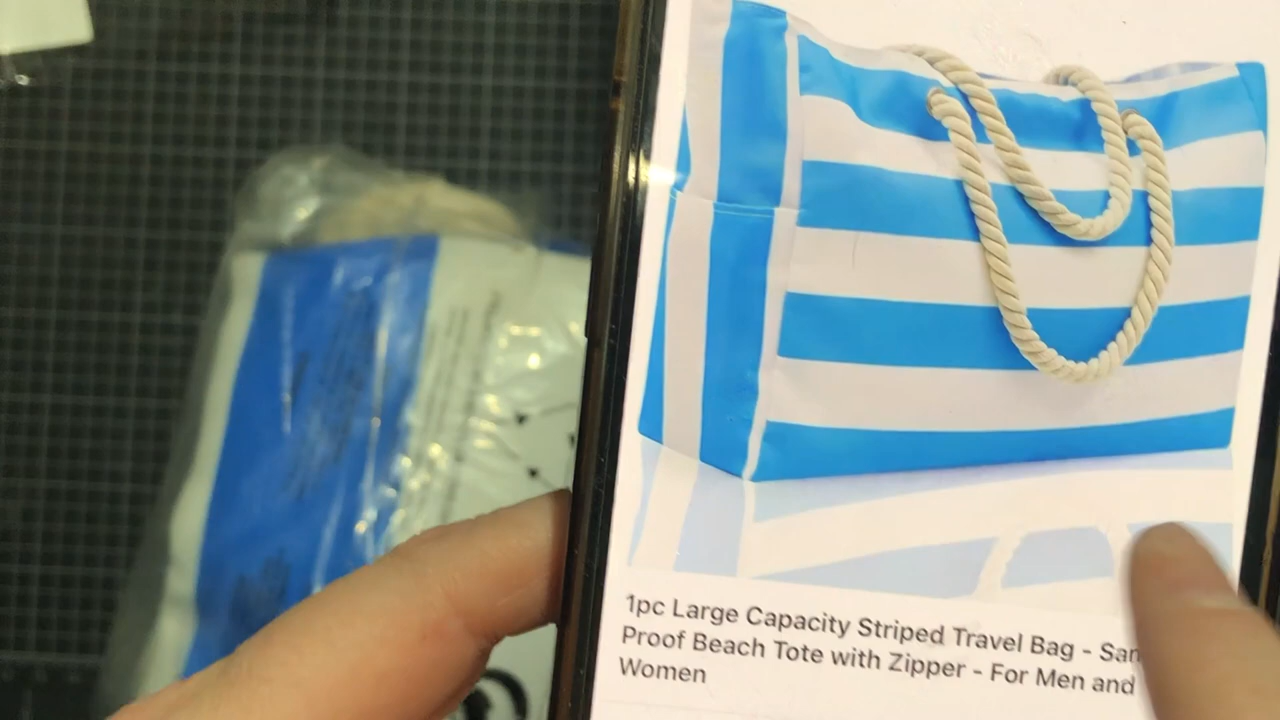 1pc Large Capacity Striped Travel Bag - San
Proof Beach Tote with Zipper - For Men and
Women